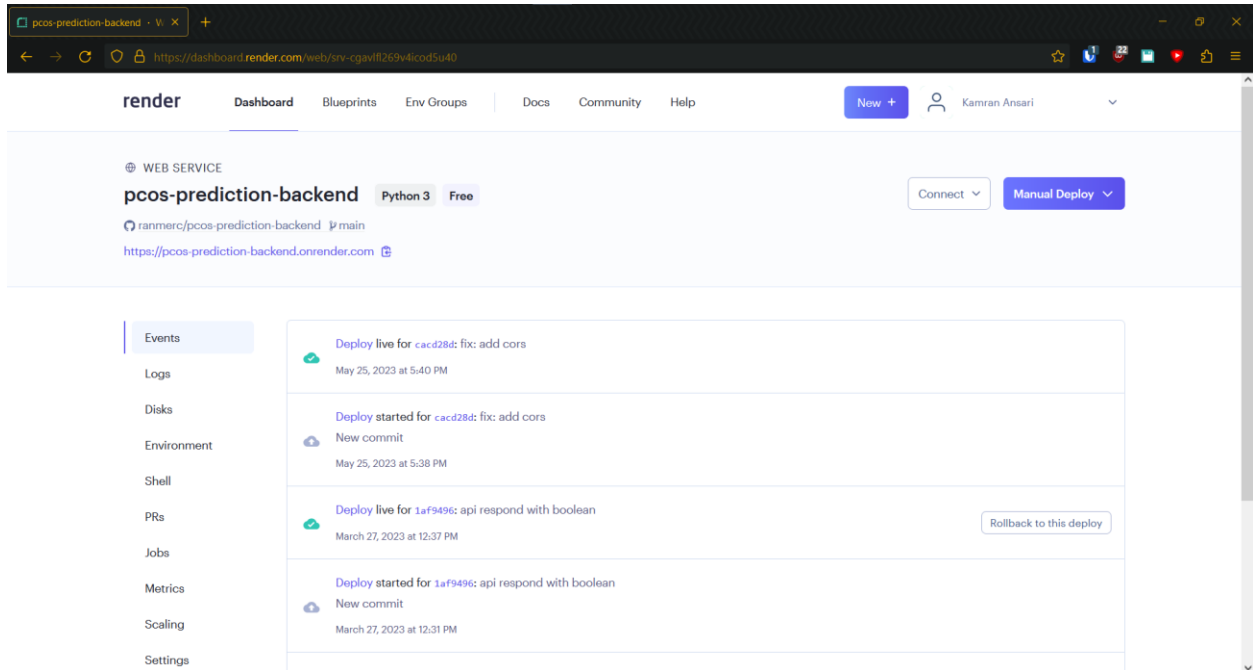 pcos-prediction-backend · W
https://dashboard.render.com/web/srv-cgavlfl269v4icod5u40
1
22
render
Dashboard
Blueprints
Env Groups
Docs
Community
Help
New +
Kamran Ansari
WEB SERVICE
pcos-prediction-backend
Python 3
Free
Connect
Manual Deploy
ranmerc/pcos-prediction-backend
main
https://pcos-prediction-backend.onrender.com
Events
Logs
Disks
Environment
Shell
PRs
Jobs
Metrics
Scaling
Settings
Deploy live for cacd28d: fix: add cors
May 25, 2023 at 5:40 PM
Deploy started for cacd28d: fix: add cors
New commit
May 25, 2023 at 5:38 PM
Deploy live for 1af9496: api respond with boolean
March 27, 2023 at 12:37 PM
Rollback to this deploy
Deploy started for 1af9496: api respond with boolean
New commit
March 27, 2023 at 12:31 PM